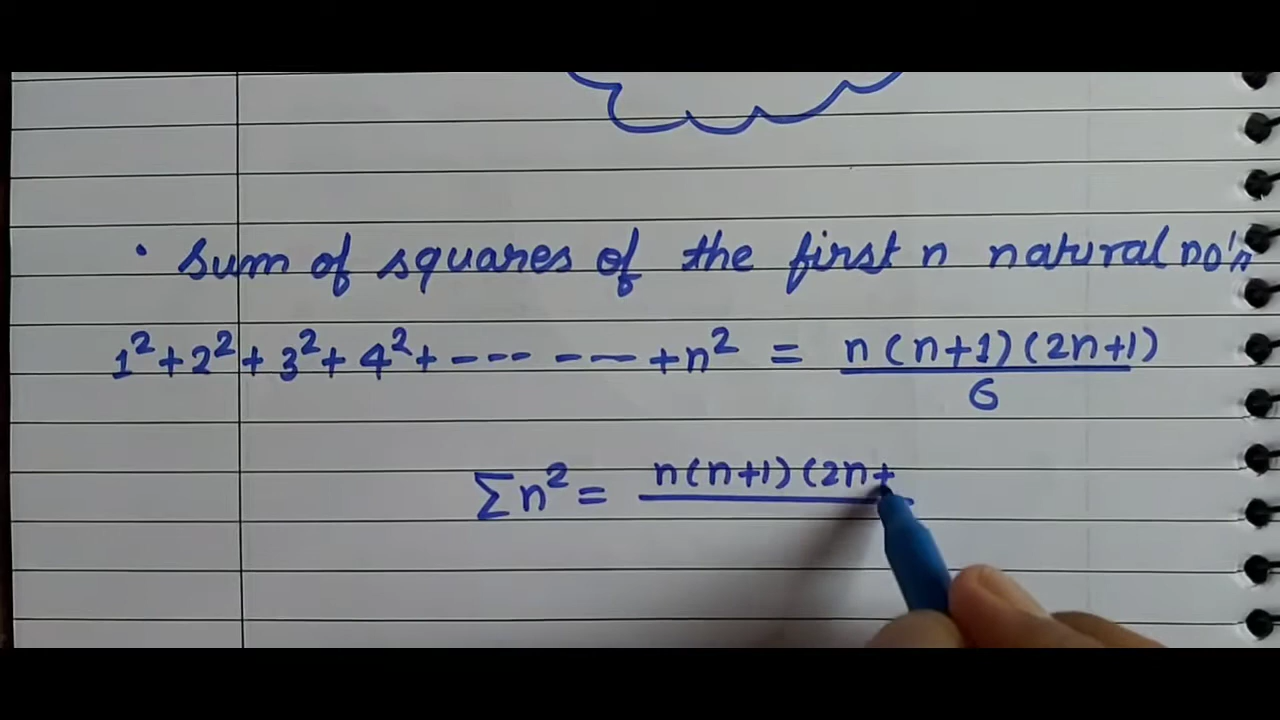 • Sum of squares of the first n natural no's
1² + 2² + 3² + 4² + --- --- + n² = n(n+1)(2n+1)/6
Σn² = n(n+1)(2n+